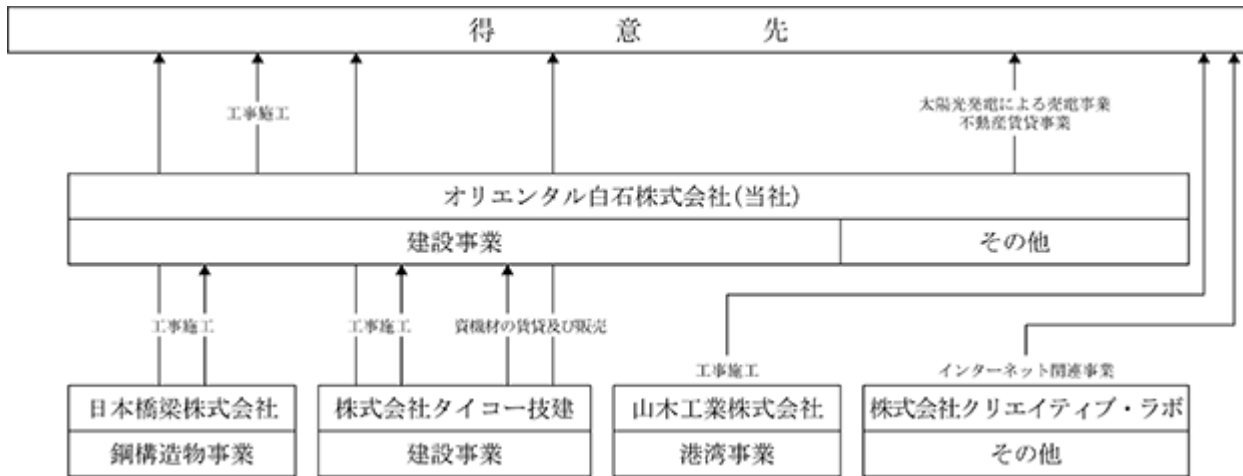 得意先
工事施工
太陽光発電による売電事業
不動産賃貸事業
オリエンタル白石株式会社(当社)
建設事業
その他
工事施工
工事施工
資機材の賃貸及び販売
工事施工
インターネット関連事業
日本橋梁株式会社
株式会社タイコー技建
山木工業株式会社
株式会社クリエイティブ・ラボ
鋼構造物事業
建設事業
港湾事業
その他